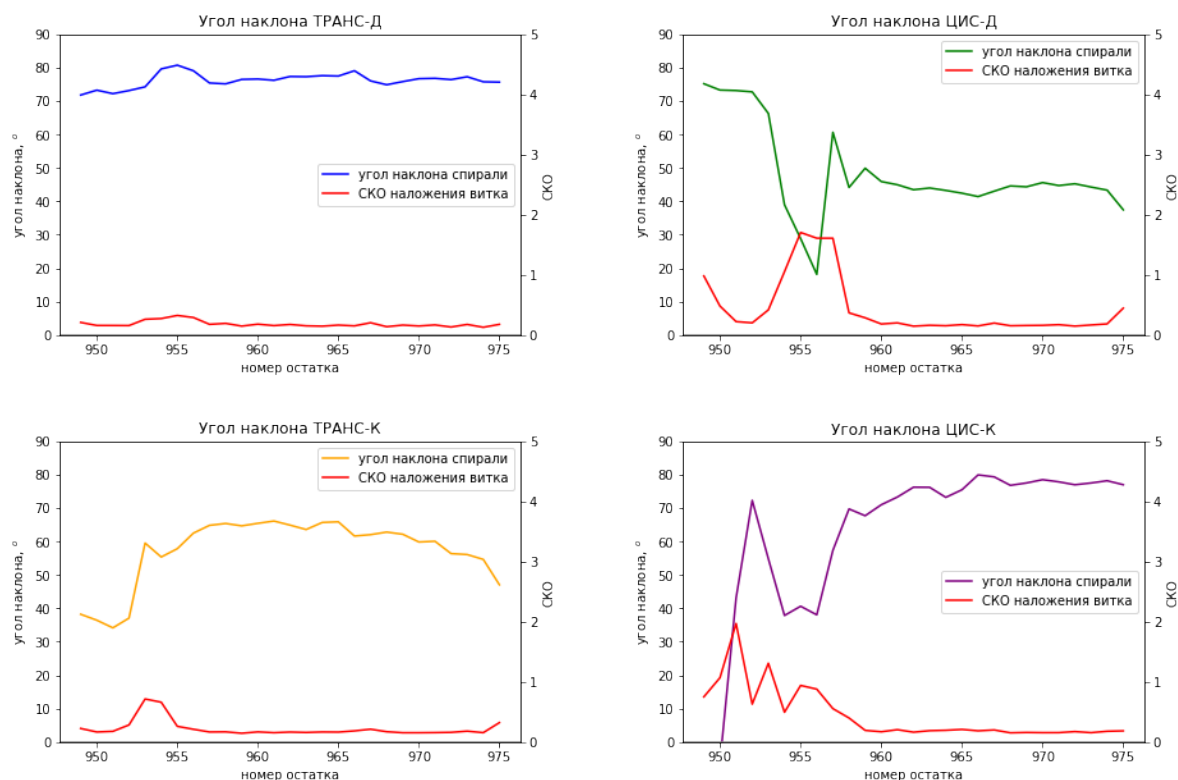 Угол наклона ТРАНС-Д
90
80
70
60
50
40
30
20
10
0
угол наклона, °
5
4
3
2
1
0
СКО
угол наклона спирали
СКО наложения витка
950 955 960 965 970 975
номер остатка
Угол наклона ЦИС-Д
90
80
70
60
50
40
30
20
10
0
угол наклона, °
5
4
3
2
1
0
СКО
угол наклона спирали
СКО наложения витка
950 955 960 965 970 975
номер остатка
Угол наклона ТРАНС-К
90
80
70
60
50
40
30
20
10
0
угол наклона, °
5
4
3
2
1
0
СКО
угол наклона спирали
СКО наложения витка
950 955 960 965 970 975
номер остатка
Угол наклона ЦИС-К
90
80
70
60
50
40
30
20
10
0
угол наклона, °
5
4
3
2
1
0
СКО
угол наклона спирали
СКО наложения витка
950 955 960 965 970 975
номер остатка